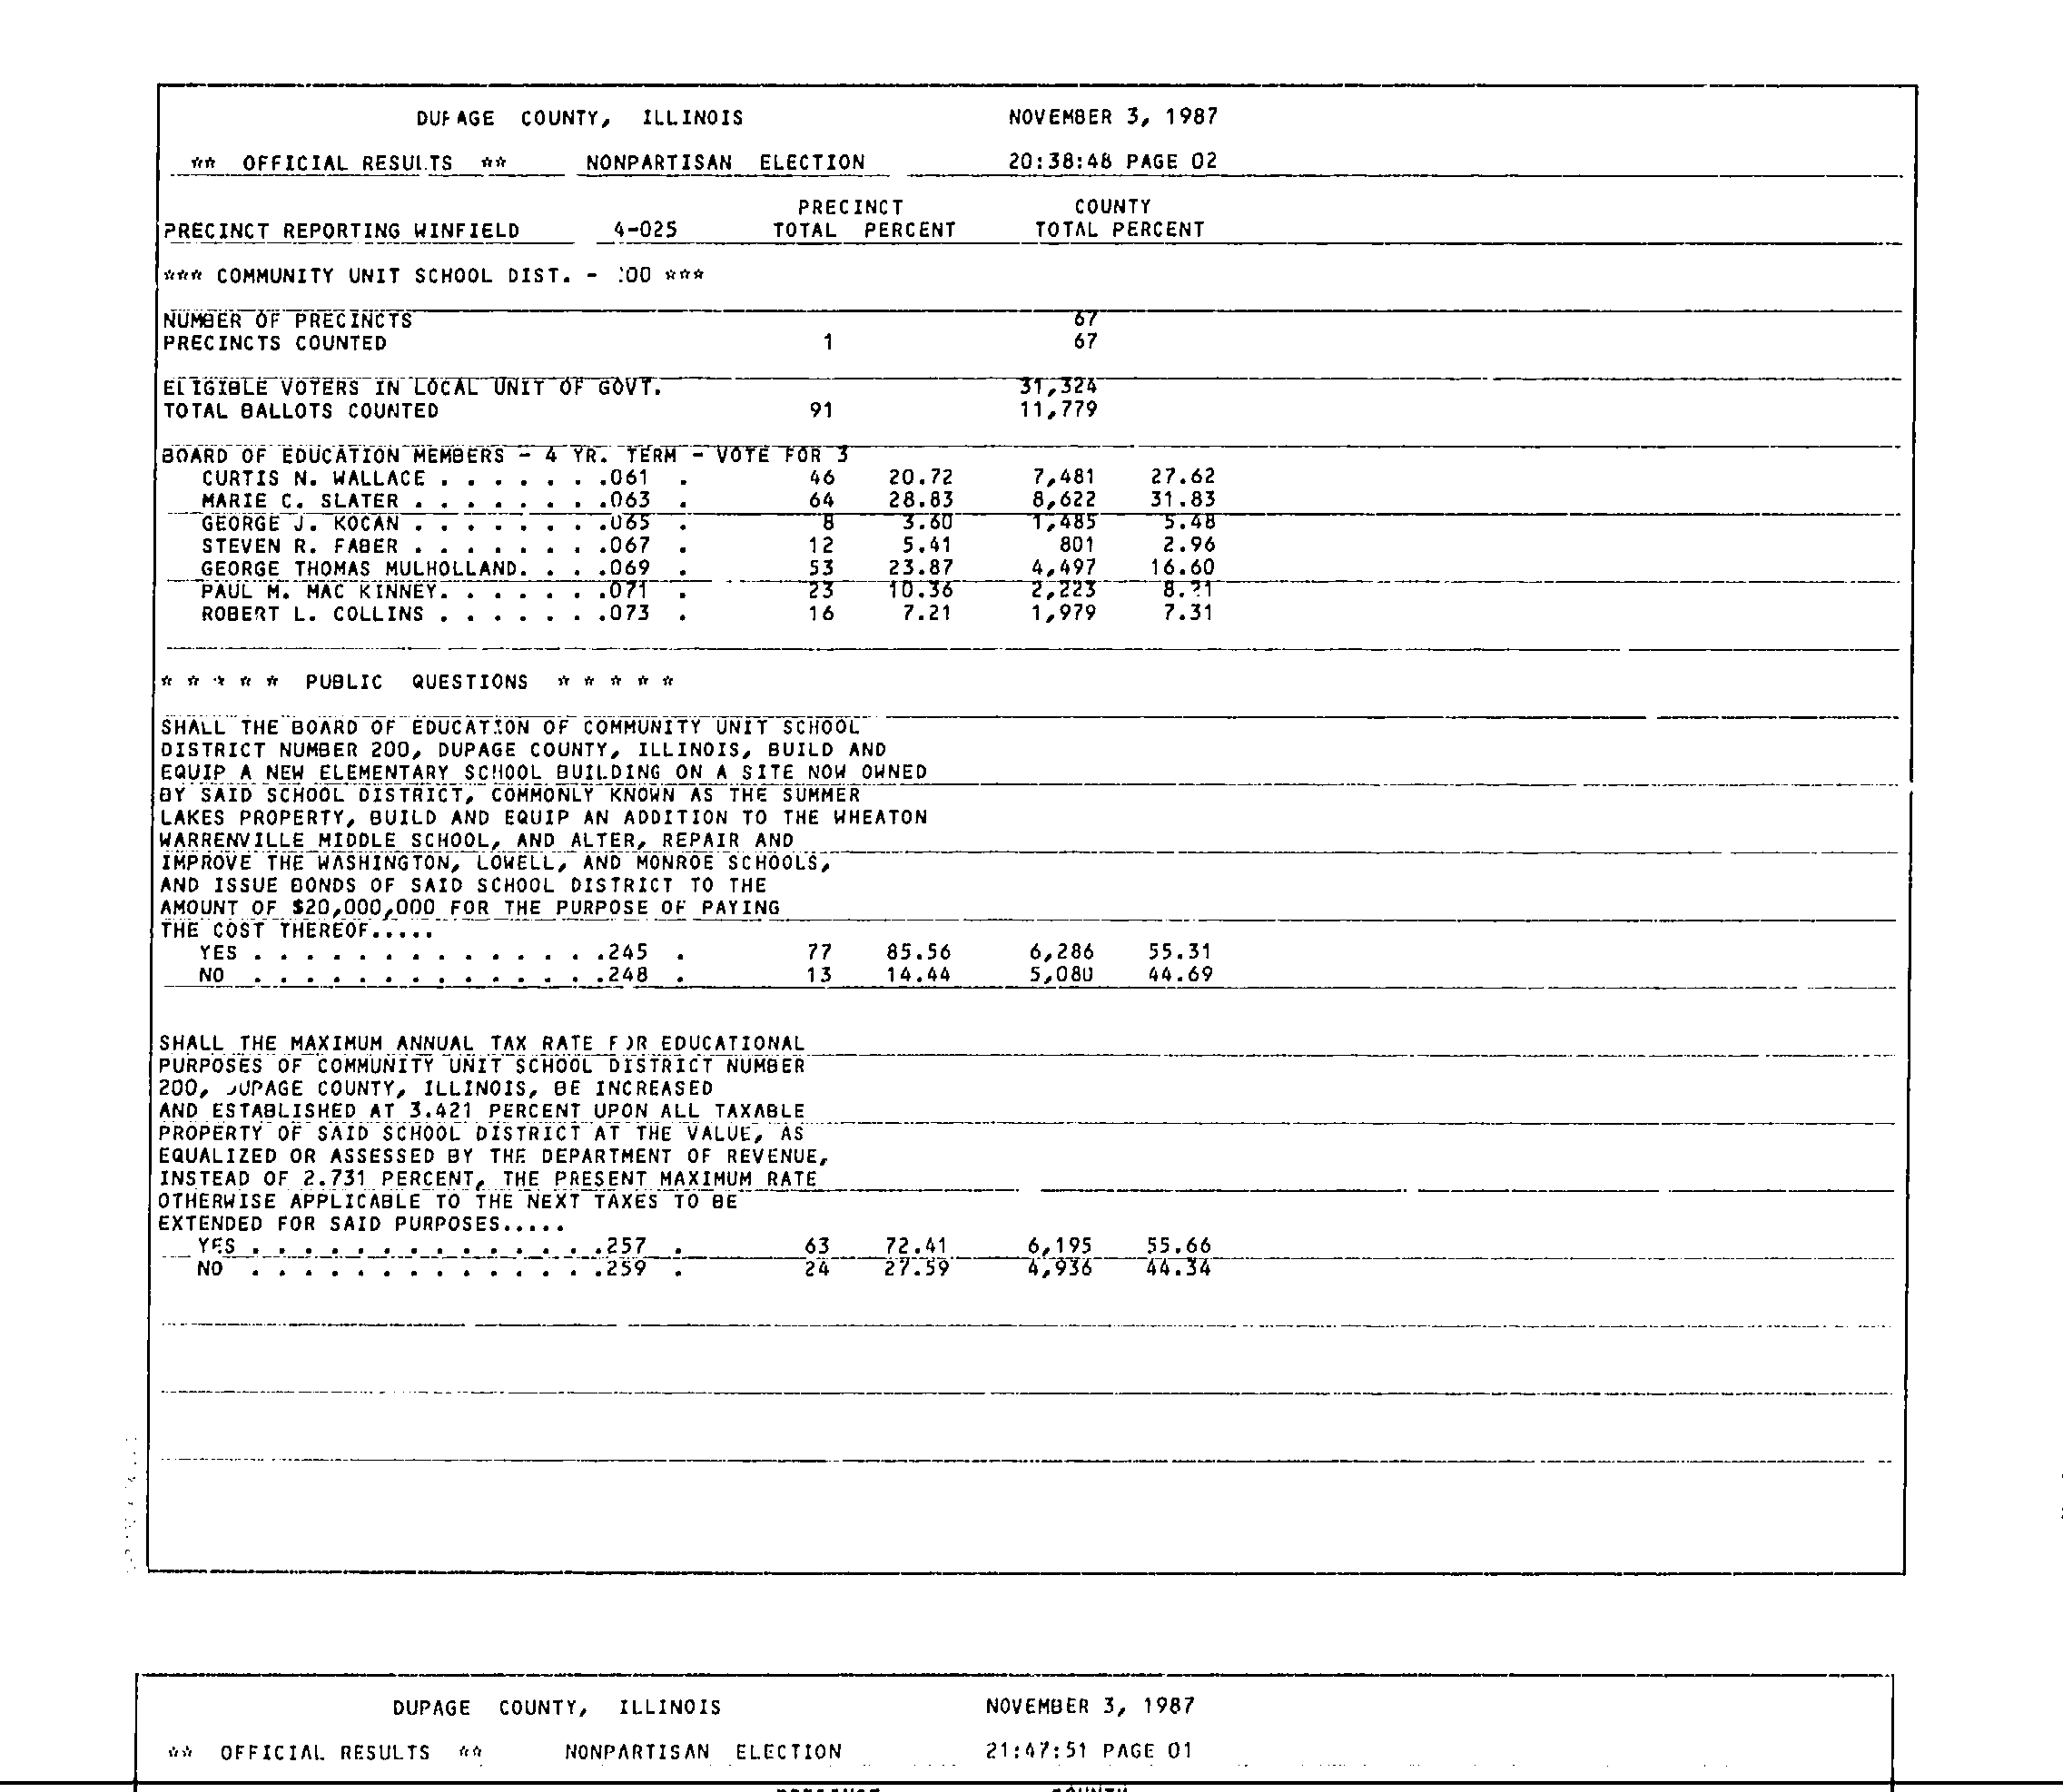 DUPAGE COUNTY, ILLINOIS NOVEMBER 3, 1987
** OFFICIAL RESULTS ** NONPARTISAN ELECTION 20:38:48 PAGE 02
PRECINCT COUNTY
PRECINCT REPORTING WINFIELD 4-025 TOTAL PERCENT TOTAL PERCENT
*** COMMUNITY UNIT SCHOOL DIST. - 200 ***
NUMBER OF PRECINCTS 67
PRECINCTS COUNTED 1 67
ELIGIBLE VOTERS IN LOCAL UNIT OF GOVT. 31,324
TOTAL BALLOTS COUNTED 91 11,779
BOARD OF EDUCATION MEMBERS - 4 YR. TERM - VOTE FOR 3
CURTIS N. WALLACE . . . . . . .061 . 46 20.72 7,481 27.62
MARIE C. SLATER . . . . . . . .063 . 64 28.83 8,622 31.83
GEORGE J. KOCAN . . . . . . . .065 . 8 3.60 1,485 5.48
STEVEN R. FABER . . . . . . . .067 . 12 5.41 801 2.96
GEORGE THOMAS MULHOLLAND. . . .069 . 53 23.87 4,497 16.60
PAUL M. MAC KINNEY. . . . . . .071 . 23 10.36 2,223 8.21
ROBERT L. COLLINS . . . . . . .073 . 16 7.21 1,979 7.31
* * * * * PUBLIC QUESTIONS * * * * *
SHALL THE BOARD OF EDUCATION OF COMMUNITY UNIT SCHOOL
DISTRICT NUMBER 200, DUPAGE COUNTY, ILLINOIS, BUILD AND
EQUIP A NEW ELEMENTARY SCHOOL BUILDING ON A SITE NOW OWNED
BY SAID SCHOOL DISTRICT, COMMONLY KNOWN AS THE SUMMER
LAKES PROPERTY, BUILD AND EQUIP AN ADDITION TO THE WHEATON
WARRENVILLE MIDDLE SCHOOL, AND ALTER, REPAIR AND
IMPROVE THE WASHINGTON, LOWELL, AND MONROE SCHOOLS,
AND ISSUE BONDS OF SAID SCHOOL DISTRICT TO THE
AMOUNT OF $20,000,000 FOR THE PURPOSE OF PAYING
THE COST THEREOF.....
YES . . . . . . . . . . . . . .245 . 77 85.56 6,286 55.31
NO . . . . . . . . . . . . . .248 . 13 14.44 5,080 44.69
SHALL THE MAXIMUM ANNUAL TAX RATE FOR EDUCATIONAL
PURPOSES OF COMMUNITY UNIT SCHOOL DISTRICT NUMBER
200, DUPAGE COUNTY, ILLINOIS, BE INCREASED
AND ESTABLISHED AT 3.421 PERCENT UPON ALL TAXABLE
PROPERTY OF SAID SCHOOL DISTRICT AT THE VALUE, AS
EQUALIZED OR ASSESSED BY THE DEPARTMENT OF REVENUE,
INSTEAD OF 2.731 PERCENT, THE PRESENT MAXIMUM RATE
OTHERWISE APPLICABLE TO THE NEXT TAXES TO BE
EXTENDED FOR SAID PURPOSES.....
YES . . . . . . . . . . . . . .257 . 63 72.41 6,195 55.66
NO . . . . . . . . . . . . . .259 . 24 27.59 4,936 44.34
DUPAGE COUNTY, ILLINOIS NOVEMBER 3, 1987
** OFFICIAL RESULTS ** NONPARTISAN ELECTION 21:47:51 PAGE 01